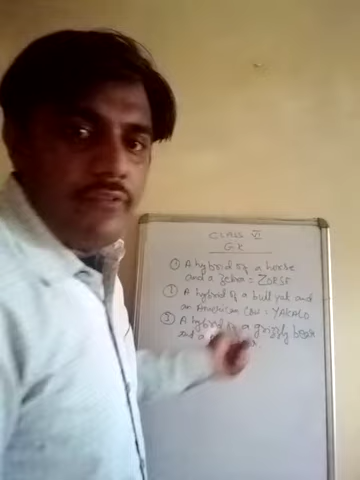 CLASS VI
G.K
① A hybrid of a horse
and a zebra = ZORSE
② A hybrid of a bull yak and
an American cow = YAKALO
③ A hybrid of a grizzly bear
and a